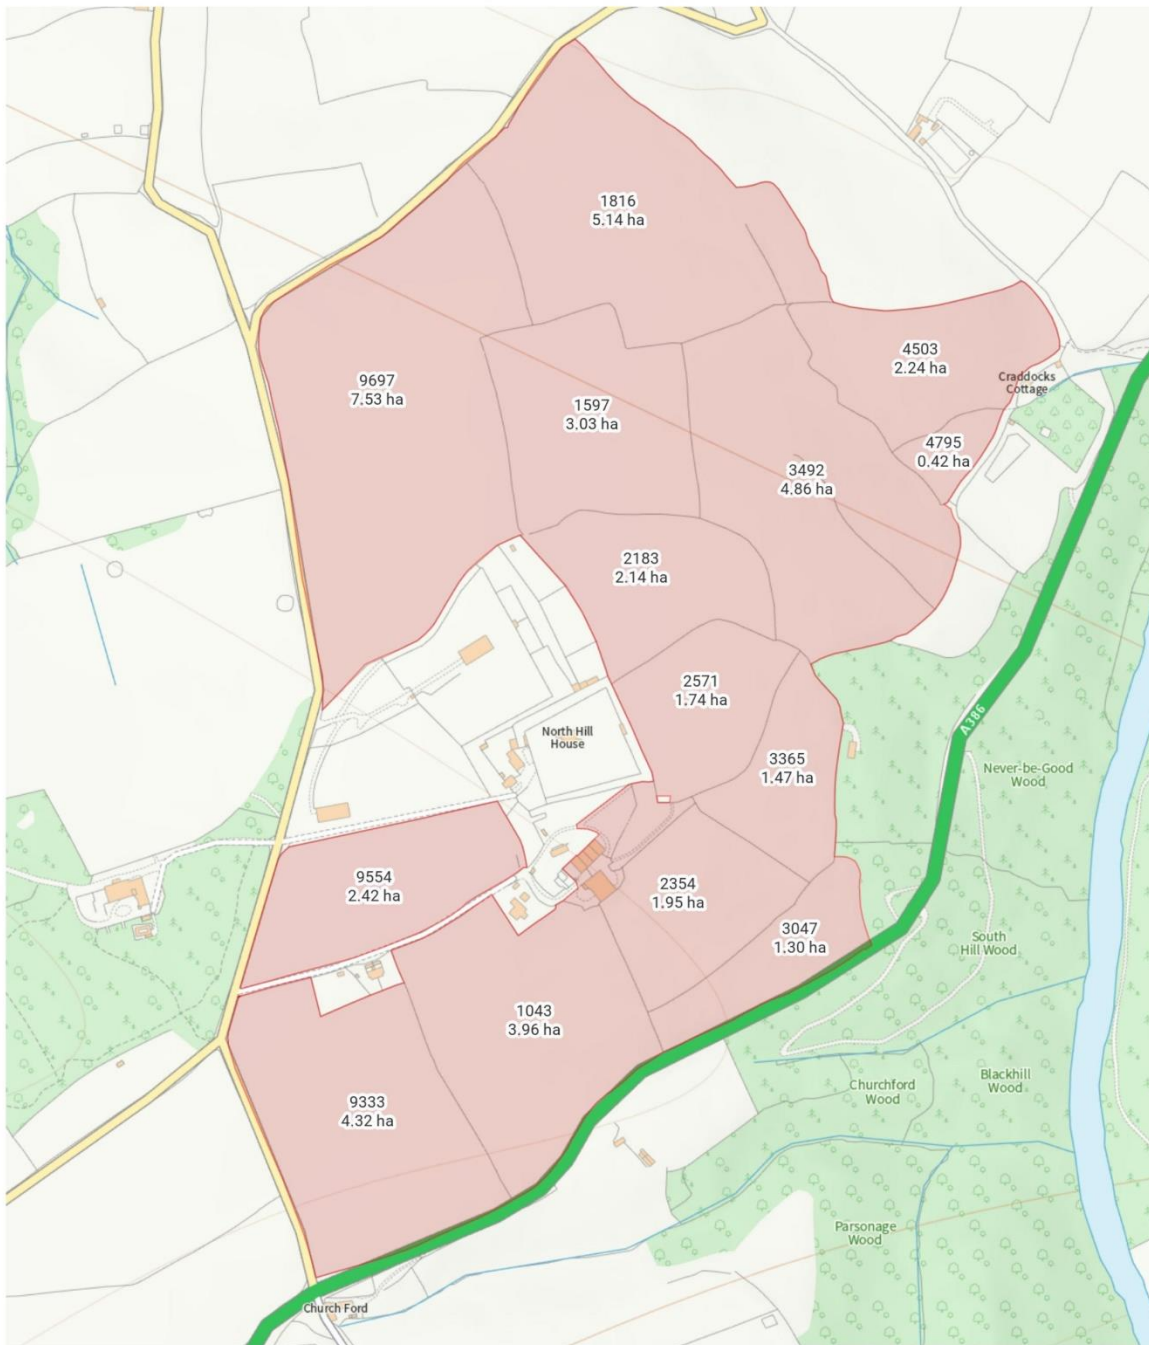 1816
5.14 ha
9697
7.53 ha
1597
3.03 ha
4503
2.24 ha
Craddocks
Cottage
4795
0.42 ha
3492
4.86 ha
2183
2.14 ha
2571
1.74 ha
North Hill
House
A386
3365
1.47 ha
Never-be-Good
Wood
9554
2.42 ha
2354
1.95 ha
3047
1.30 ha
South
Hill Wood
1043
3.96 ha
9333
4.32 ha
Churchford
Wood
Blackhill
Wood
Parsonage
Wood
Church Ford